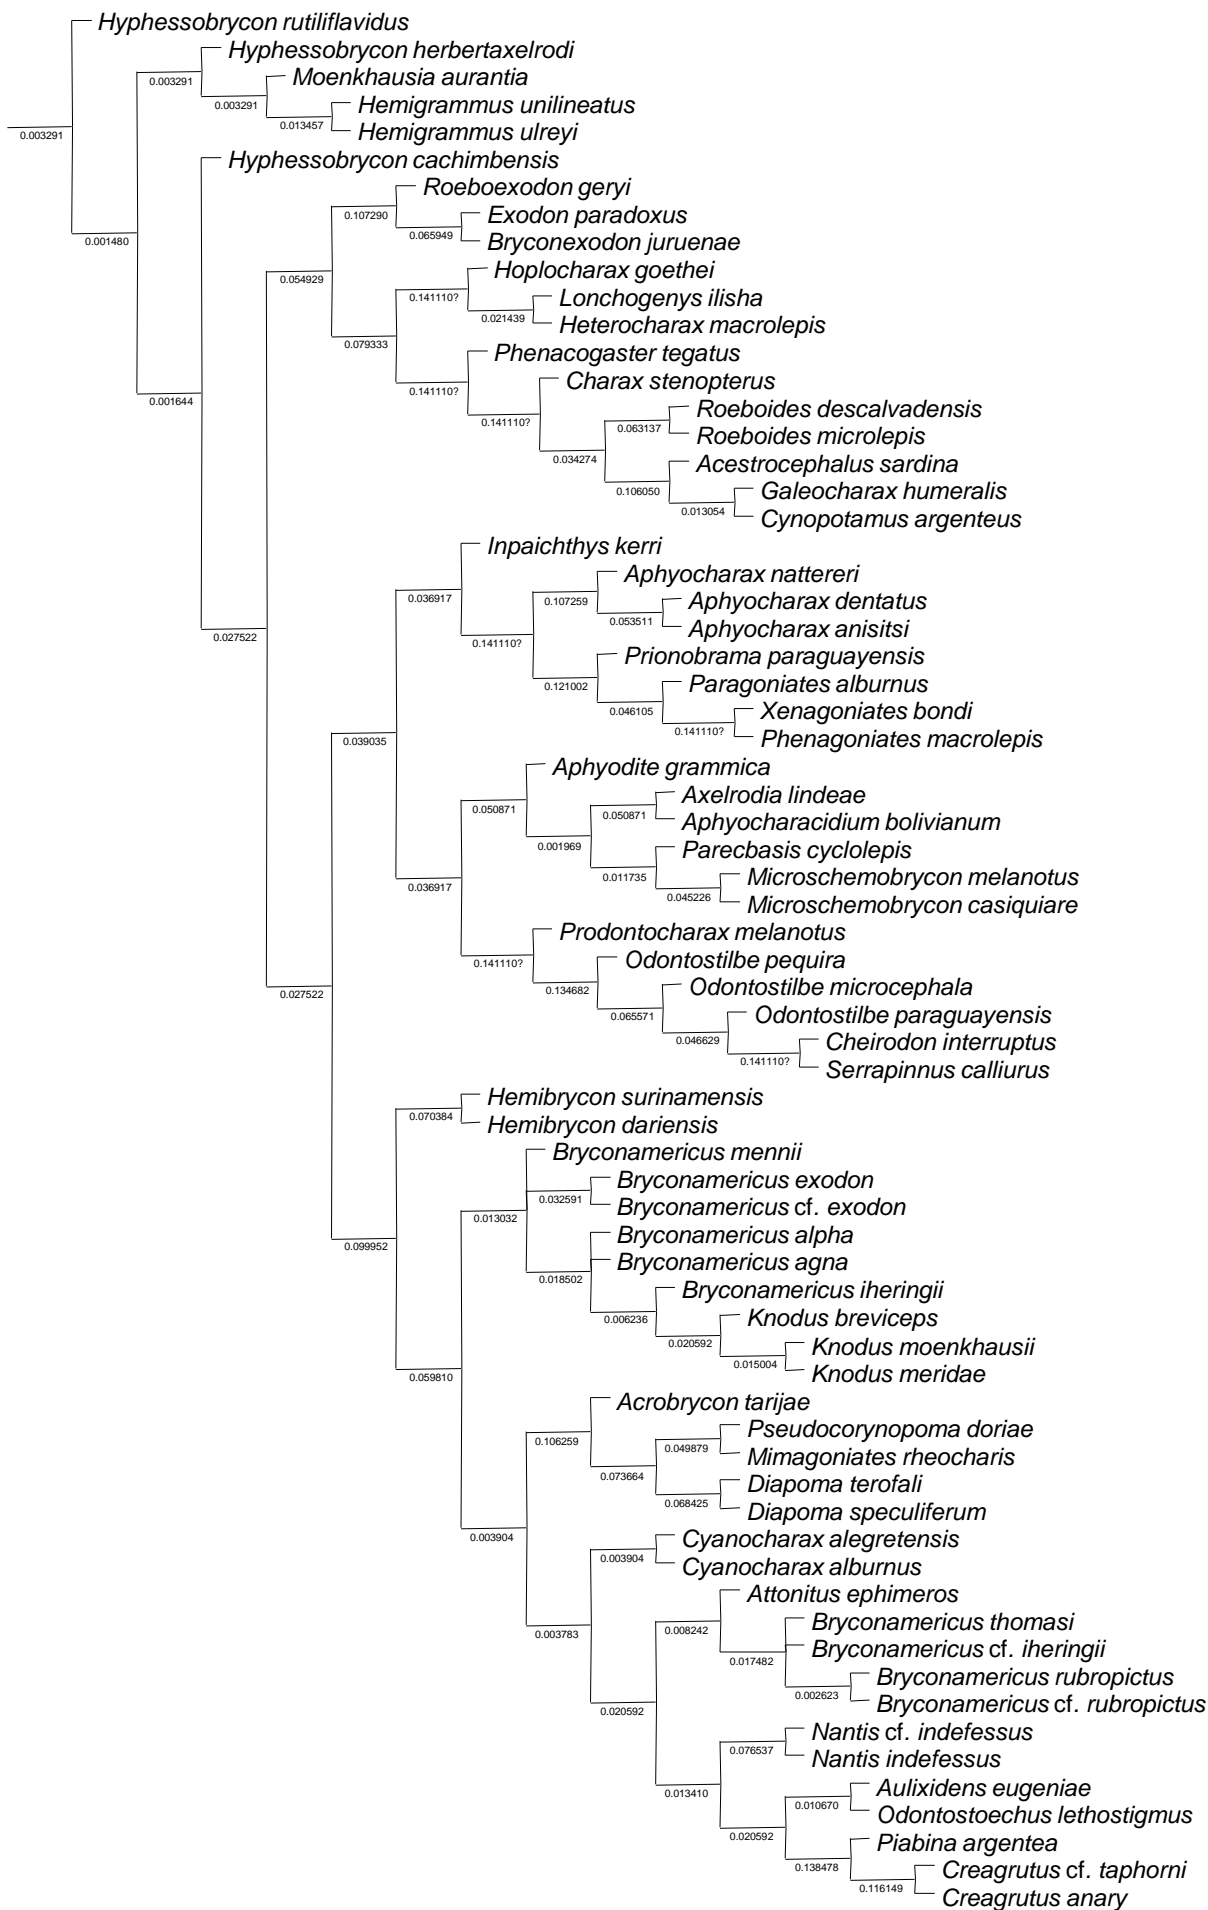 Hyphessobrycon rutiliflavidus
Hyphessobrycon herbertaxelrodi
0.003291
Moenkhausia aurantia
0.003291
Hemigrammus unilineatus
0.013457
0.003291
Hemigrammus ulreyi
Hyphessobrycon cachimbensis
Roeboexodon geryi
0.107290
Exodon paradoxus
0.065949
0.001480
Bryconexodon juruenae
Hoplocharax goethei
0.054929
0.141110?
Lonchogenys ilisha
0.021439
Heterocharax macrolepis
0.079333
Phenacogaster tegatus
Charax stenopterus
0.141110?
0.001644
Roeboides descalvadensis
0.141110?
0.063137
Roeboides microlepis
0.034274
Acestrocephalus sardina
0.106050
Galeocharax humeralis
0.013054
Cynopotamus argenteus
Inpaichthys kerri
Aphyocharax nattereri
0.036917
0.107259
Aphyocharax dentatus
0.053511
Aphyocharax anisitsi
0.027522
0.141110?
Prionobrama paraguayensis
0.121002
Paragoniates alburnus
0.046105
Xenagoniates bondi
0.141110?
0.039035
Phenagoniates macrolepis
Aphyodite grammica
Axelrodia lindeae
0.050871
0.050871
Aphyocharacidium bolivianum
0.001969
Parecbasis cyclolepis
0.011735
Microschemobrycon melanotus
0.036917
0.045226
Microschemobrycon casiquiare
Prodontocharax melanotus
0.141110?
Odontostilbe pequira
0.134682
0.027522
Odontostilbe microcephala
0.065571
Odontostilbe paraguayensis
0.046629
Cheirodon interruptus
0.141110?
Serrapinnus calliurus
Hemibrycon surinamensis
0.070384
Hemibrycon dariensis
Bryconamericus mennii
Bryconamericus exodon
0.032591
Bryconamericus cf. exodon
0.013032
Bryconamericus alpha
0.099952
Bryconamericus agna
0.018502
Bryconamericus iheringii
0.006236
Knodus breviceps
0.020592
Knodus moenkhausii
0.015004
Knodus meridae
0.059810
Acrobrycon tarijae
Pseudocorynopoma doriae
0.106259
0.049879
Mimagoniates rheocharis
0.073664
Diapoma terofali
0.068425
Diapoma speculiferum
0.003904
Cyanocharax alegretensis
0.003904
Cyanocharax alburnus
Attonitus ephimeros
0.003783
0.008242
Bryconamericus thomasi
Bryconamericus cf. iheringii
0.017482
Bryconamericus rubropictus
0.002623
Bryconamericus cf. rubropictus
0.020592
Nantis cf. indefessus
0.076537
Nantis indefessus
0.013410
Aulixidens eugeniae
0.010670
Odontostoechus lethostigmus
0.020592
Piabina argentea
0.138478
Creagrutus cf. taphorni
0.116149
Creagrutus anary